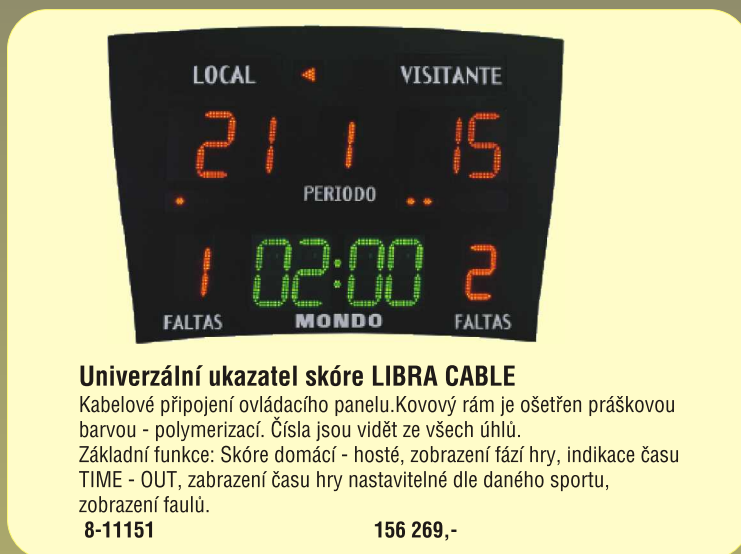 LOCAL ◄ VISITANTE
21 1 15
PERIODO
1 02:00 2
FALTAS MONDO FALTAS
Univerzální ukazatel skóre LIBRA CABLE
Kabelové připojení ovládacího panelu.Kovový rám je ošetřen práškovou
barvou - polymerizací. Čísla jsou vidět ze všech úhlů.
Základní funkce: Skóre domácí - hosté, zobrazení fází hry, indikace času
TIME - OUT, zabrazení času hry nastavitelné dle daného sportu,
zobrazení faulů.
8-11151 156 269,-